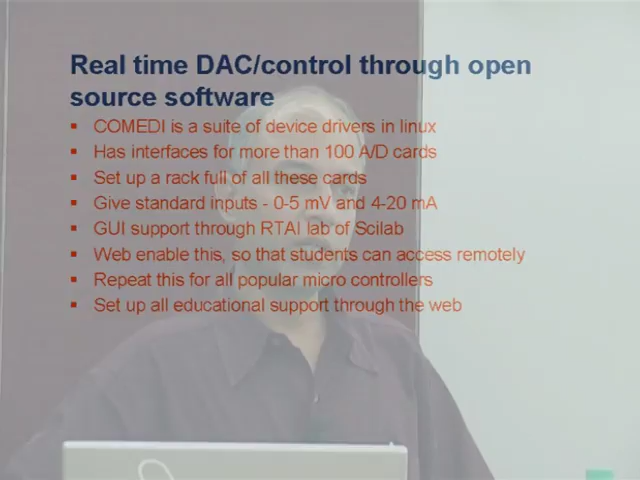 Real time DAC/control through open
source software
▪ COMEDI is a suite of device drivers in linux
▪ Has interfaces for more than 100 A/D cards
▪ Set up a rack full of all these cards
▪ Give standard inputs - 0-5 mV and 4-20 mA
▪ GUI support through RTAI lab of Scilab
▪ Web enable this, so that students can access remotely
▪ Repeat this for all popular micro controllers
▪ Set up all educational support through the web